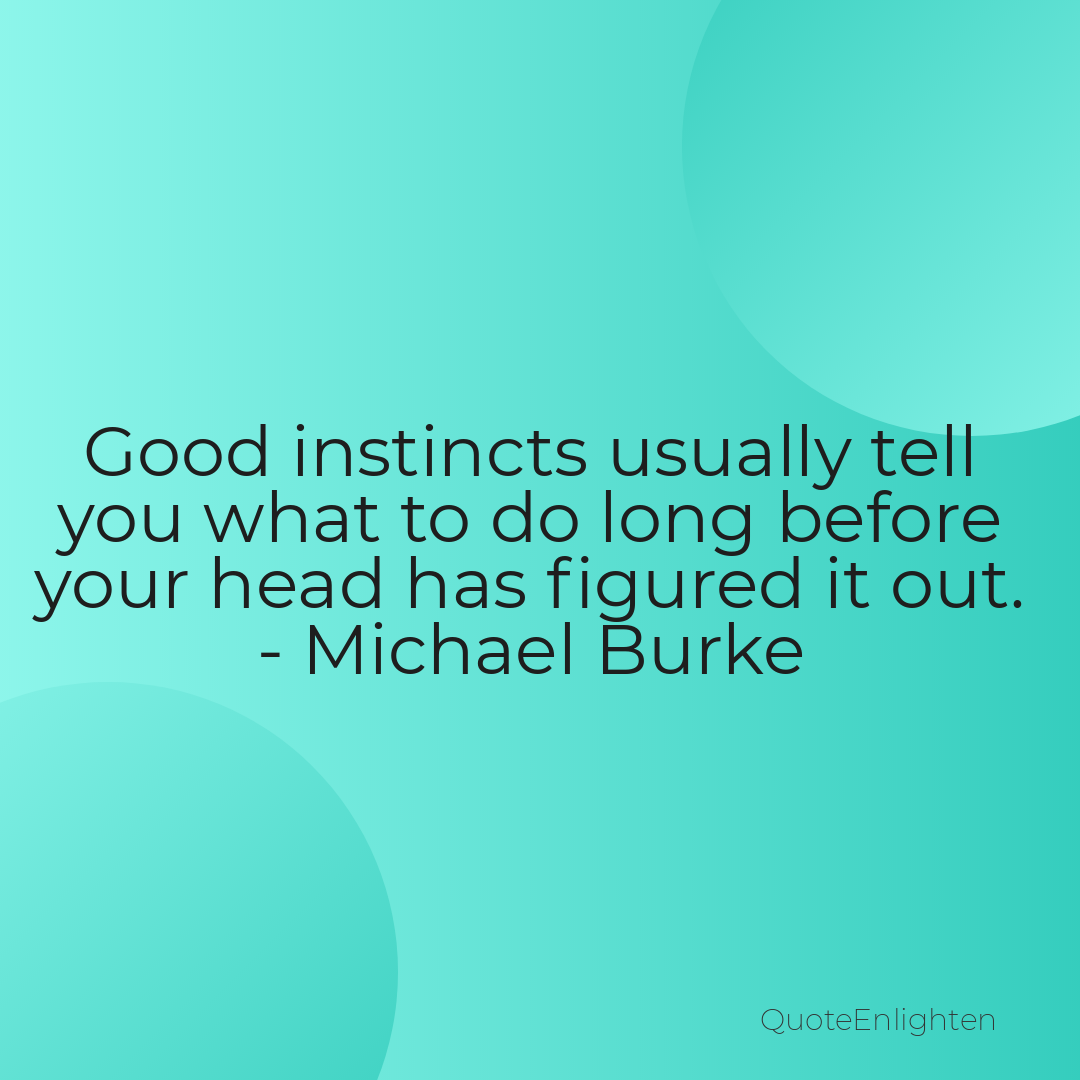 Good instincts usually tell
you what to do long before
your head has figured it out.
- Michael Burke
QuoteEnlighten